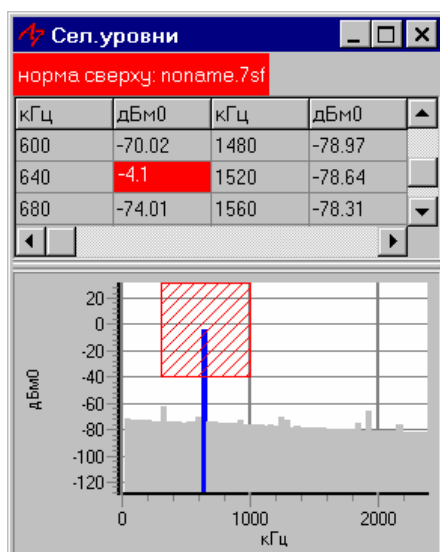 Сел.уровни
норма сверху: noname.7sf
кГц дБм0 кГц дБм0
600 -70.02 1480 -78.97
640 -4.1 1520 -78.64
680 -74.01 1560 -78.31
20
0
-20
-40
-60
-80
-100
-120
дБм0
0 1000 2000
кГц